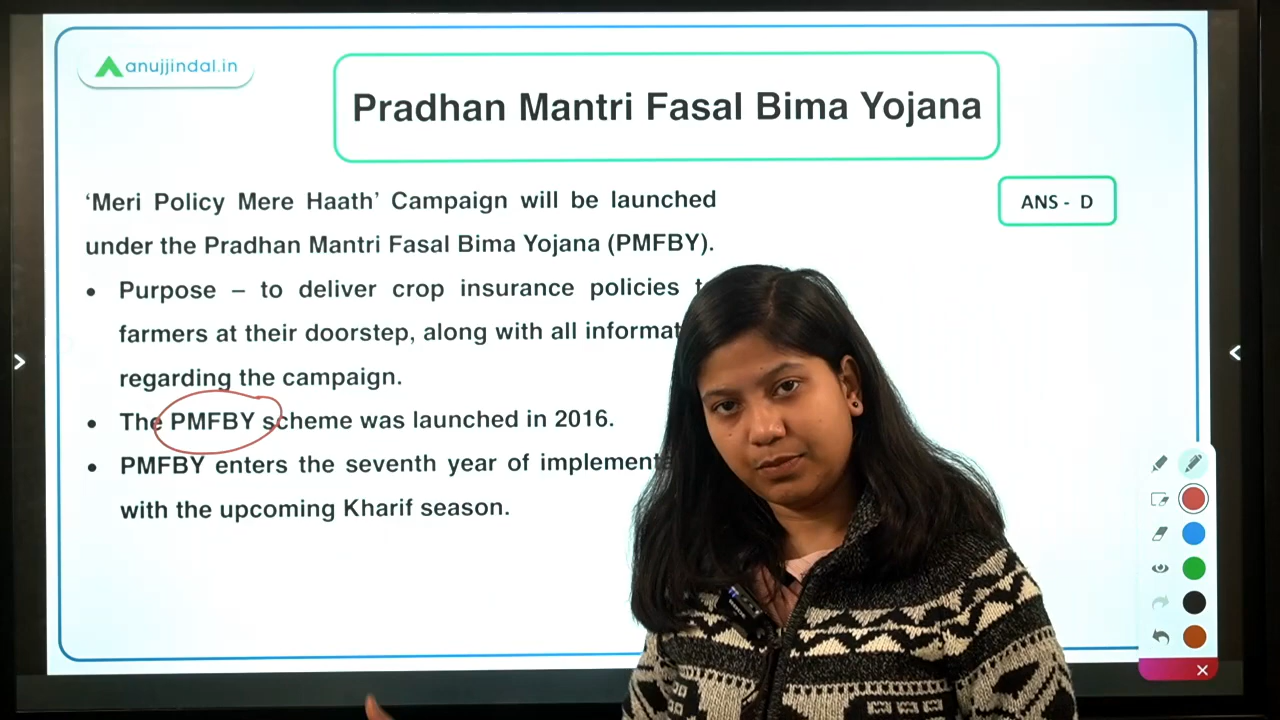 anujjindal.in
Pradhan Mantri Fasal Bima Yojana
‘Meri Policy Mere Haath’ Campaign will be launched
under the Pradhan Mantri Fasal Bima Yojana (PMFBY).
ANS - D
• Purpose – to deliver crop insurance policies
farmers at their doorstep, along with all
regarding the campaign.
• The PMFBY scheme was launched in 2016.
• PMFBY enters the seventh year of
with the upcoming Kharif season.